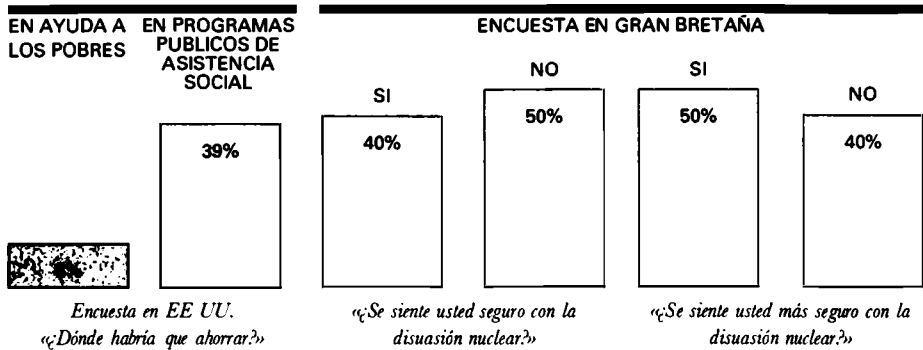 EN AYUDA A
LOS POBRES
EN PROGRAMAS
PUBLICOS DE
ASISTENCIA
SOCIAL
39%
Encuesta en EE UU.
«¿Dónde habría que ahorrar?»
ENCUESTA EN GRAN BRETAÑA
SI
40%
NO
50%
«¿Se siente usted seguro con la
disuasión nuclear?»
SI
50%
NO
40%
«¿Se siente usted más seguro con la
disuasión nuclear?»